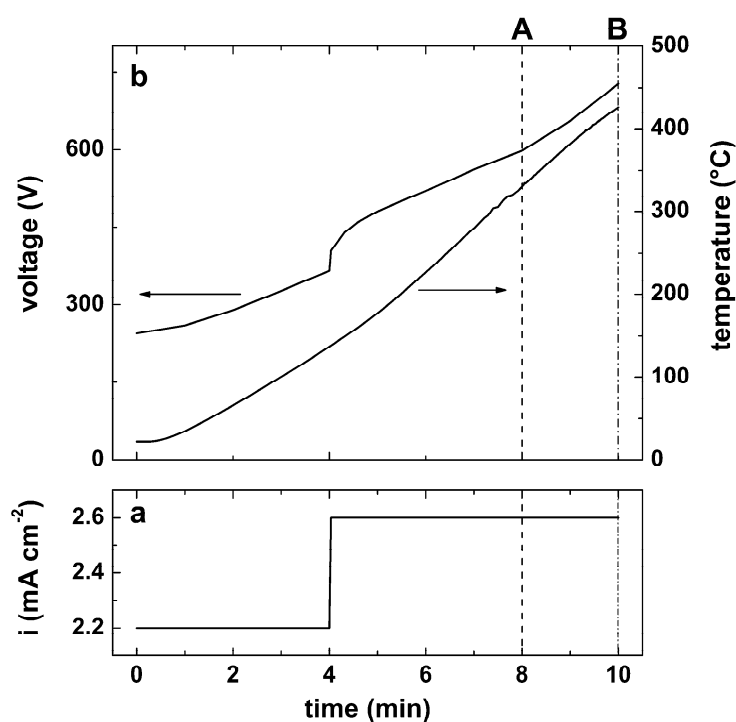 A B
b
500
400
300
200
100
0
temperature (°C)
600
300
0
voltage (V)
a
2.6
2.4
2.2
i (mA cm⁻²)
0 2 4 6 8 10
time (min)